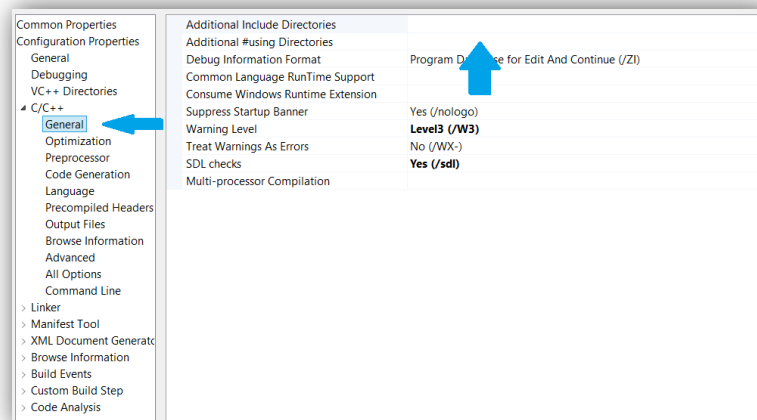 Common Properties
Configuration Properties
General
Debugging
VC++ Directories
C/C++
General
Optimization
Preprocessor
Code Generation
Language
Precompiled Headers
Output Files
Browse Information
Advanced
All Options
Command Line
Linker
Manifest Tool
XML Document Generato
Browse Information
Build Events
Custom Build Step
Code Analysis
Additional Include Directories
Additional #using Directories
Debug Information Format Program D se for Edit And Continue (/ZI)
Common Language RunTime Support
Consume Windows Runtime Extension
Suppress Startup Banner Yes (/nologo)
Warning Level Level3 (/W3)
Treat Warnings As Errors No (/WX-)
SDL checks Yes (/sdl)
Multi-processor Compilation